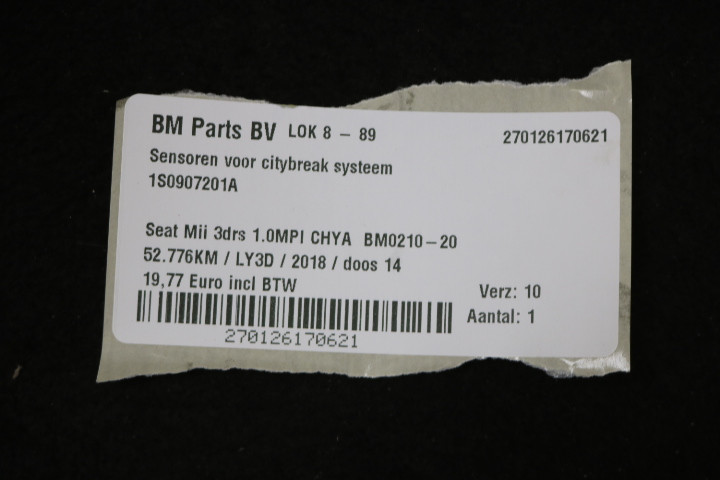 BM Parts BV LOK 8 - 89 270126170621
Sensoren voor citybreak systeem
1S0907201A
Seat Mii 3drs 1.0MPI CHYA BM0210-20
52.776KM / LY3D / 2018 / doos 14
19,77 Euro incl BTW Verz: 10
Aantal: 1
270126170621